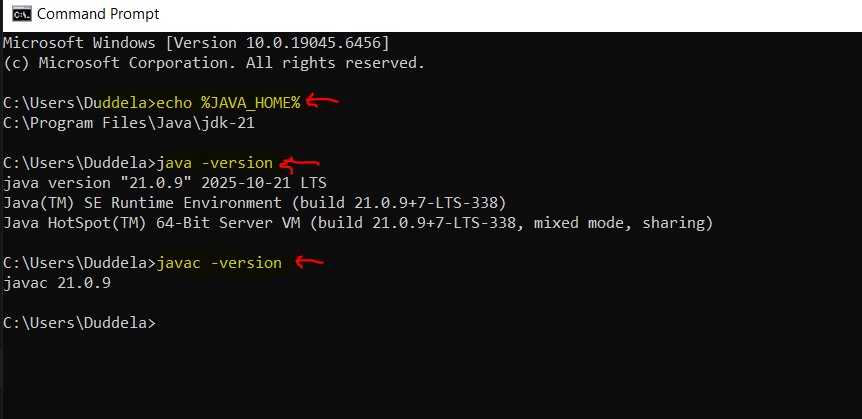 Command Prompt
Microsoft Windows [Version 10.0.19045.6456]
(c) Microsoft Corporation. All rights reserved.
C:\Users\Duddela>echo %JAVA_HOME%
C:\Program Files\Java\jdk-21
C:\Users\Duddela>java -version
java version "21.0.9" 2025-10-21 LTS
Java(TM) SE Runtime Environment (build 21.0.9+7-LTS-338)
Java HotSpot(TM) 64-Bit Server VM (build 21.0.9+7-LTS-338, mixed mode, sharing)
C:\Users\Duddela>javac -version
javac 21.0.9
C:\Users\Duddela>